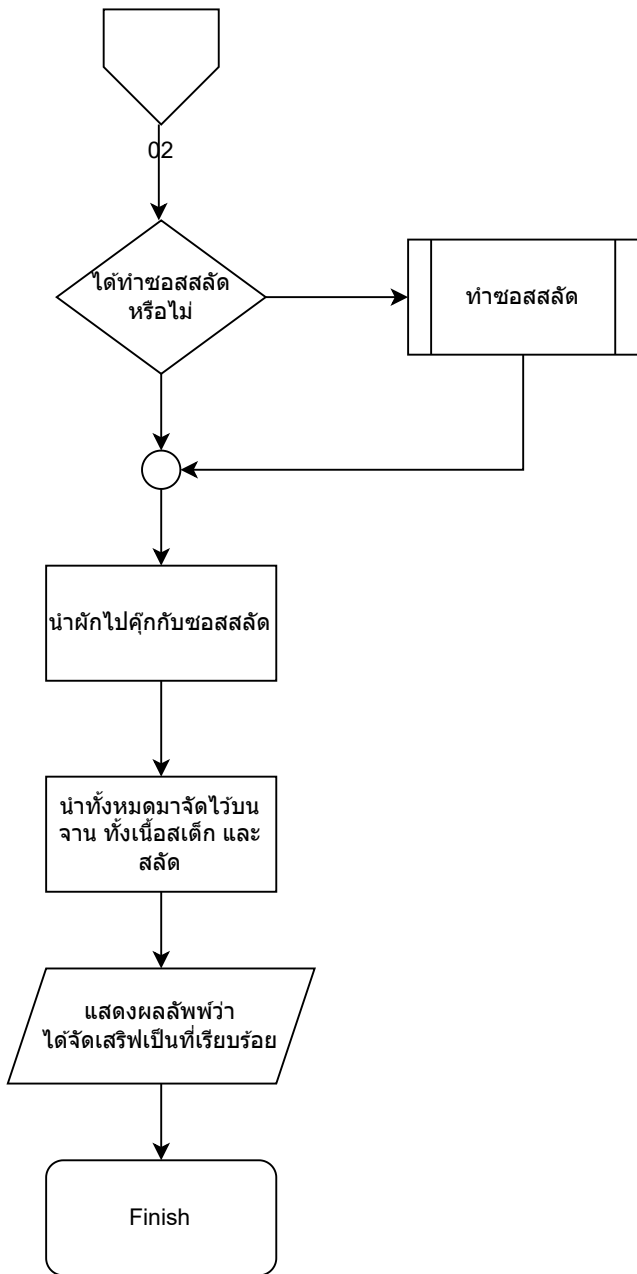 02
ได้ทำซอสสลัด
หรือไม่
ทำซอสสลัด
นำผักไปคุ๊กกับซอสสลัด
นำทั้งหมดมาจัดไว้บน
จาน ทั้งเนื้อสเต็ก และ
สลัด
แสดงผลลัพพ์ว่า
ได้จัดเสริฟเป็นที่เรียบร้อย
Finish